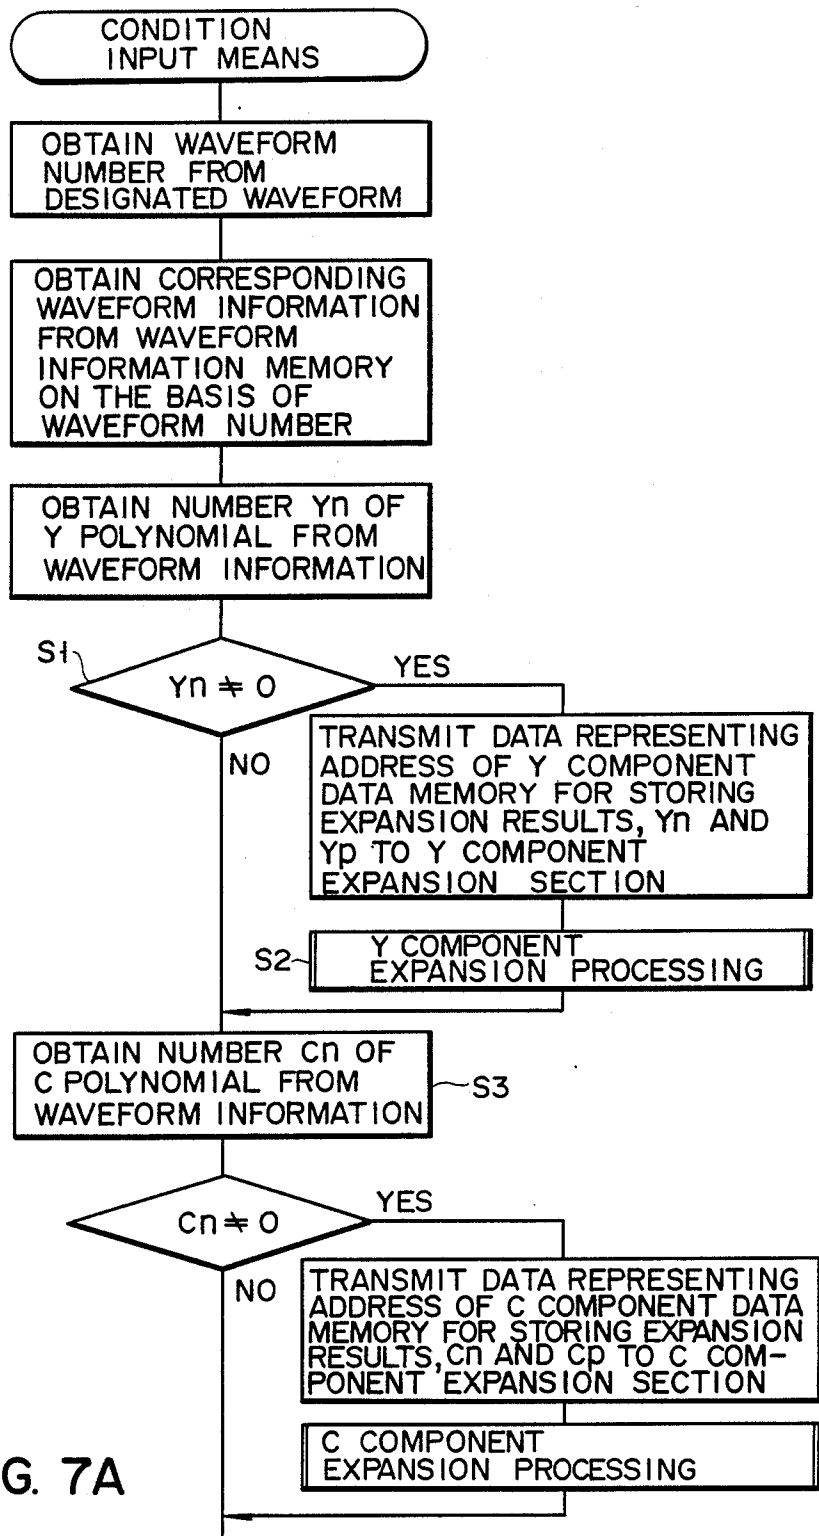 CONDITION
INPUT MEANS
OBTAIN WAVEFORM
NUMBER FROM
DESIGNATED WAVEFORM
OBTAIN CORRESPONDING
WAVEFORM INFORMATION
FROM WAVEFORM
INFORMATION MEMORY
ON THE BASIS OF
WAVEFORM NUMBER
OBTAIN NUMBER Yn OF
Y POLYNOMIAL FROM
WAVEFORM INFORMATION
S1
Yn ≠ 0
YES
NO
TRANSMIT DATA REPRESENTING
ADDRESS OF Y COMPONENT
DATA MEMORY FOR STORING
EXPANSION RESULTS, Yn AND
Yp TO Y COMPONENT
EXPANSION SECTION
S2
Y COMPONENT
EXPANSION PROCESSING
OBTAIN NUMBER Cn OF
C POLYNOMIAL FROM
WAVEFORM INFORMATION
S3
Cn ≠ 0
YES
NO
TRANSMIT DATA REPRESENTING
ADDRESS OF C COMPONENT DATA
MEMORY FOR STORING EXPANSION
RESULTS, Cn AND Cp TO C COM-
PONENT EXPANSION SECTION
C COMPONENT
EXPANSION PROCESSING
G. 7A